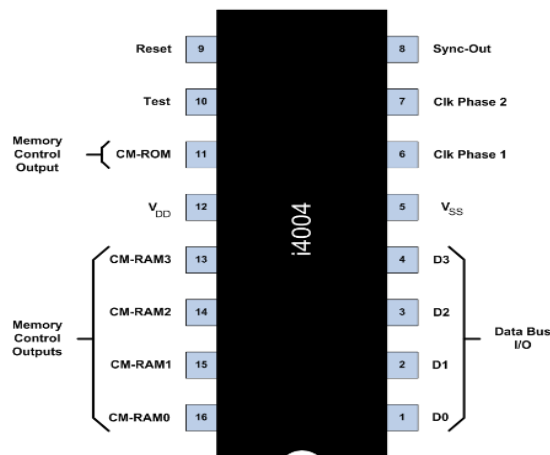 Reset 9 8 Sync-Out
Test 10 7 Clk Phase 2
Memory
Control
Output
CM-ROM 11 6 Clk Phase 1
VDD 12 5 VSS
i4004
CM-RAM3 13 4 D3
CM-RAM2 14 3 D2
Memory
Control
Outputs
Data Bus
I/O
CM-RAM1 15 2 D1
CM-RAM0 16 1 D0